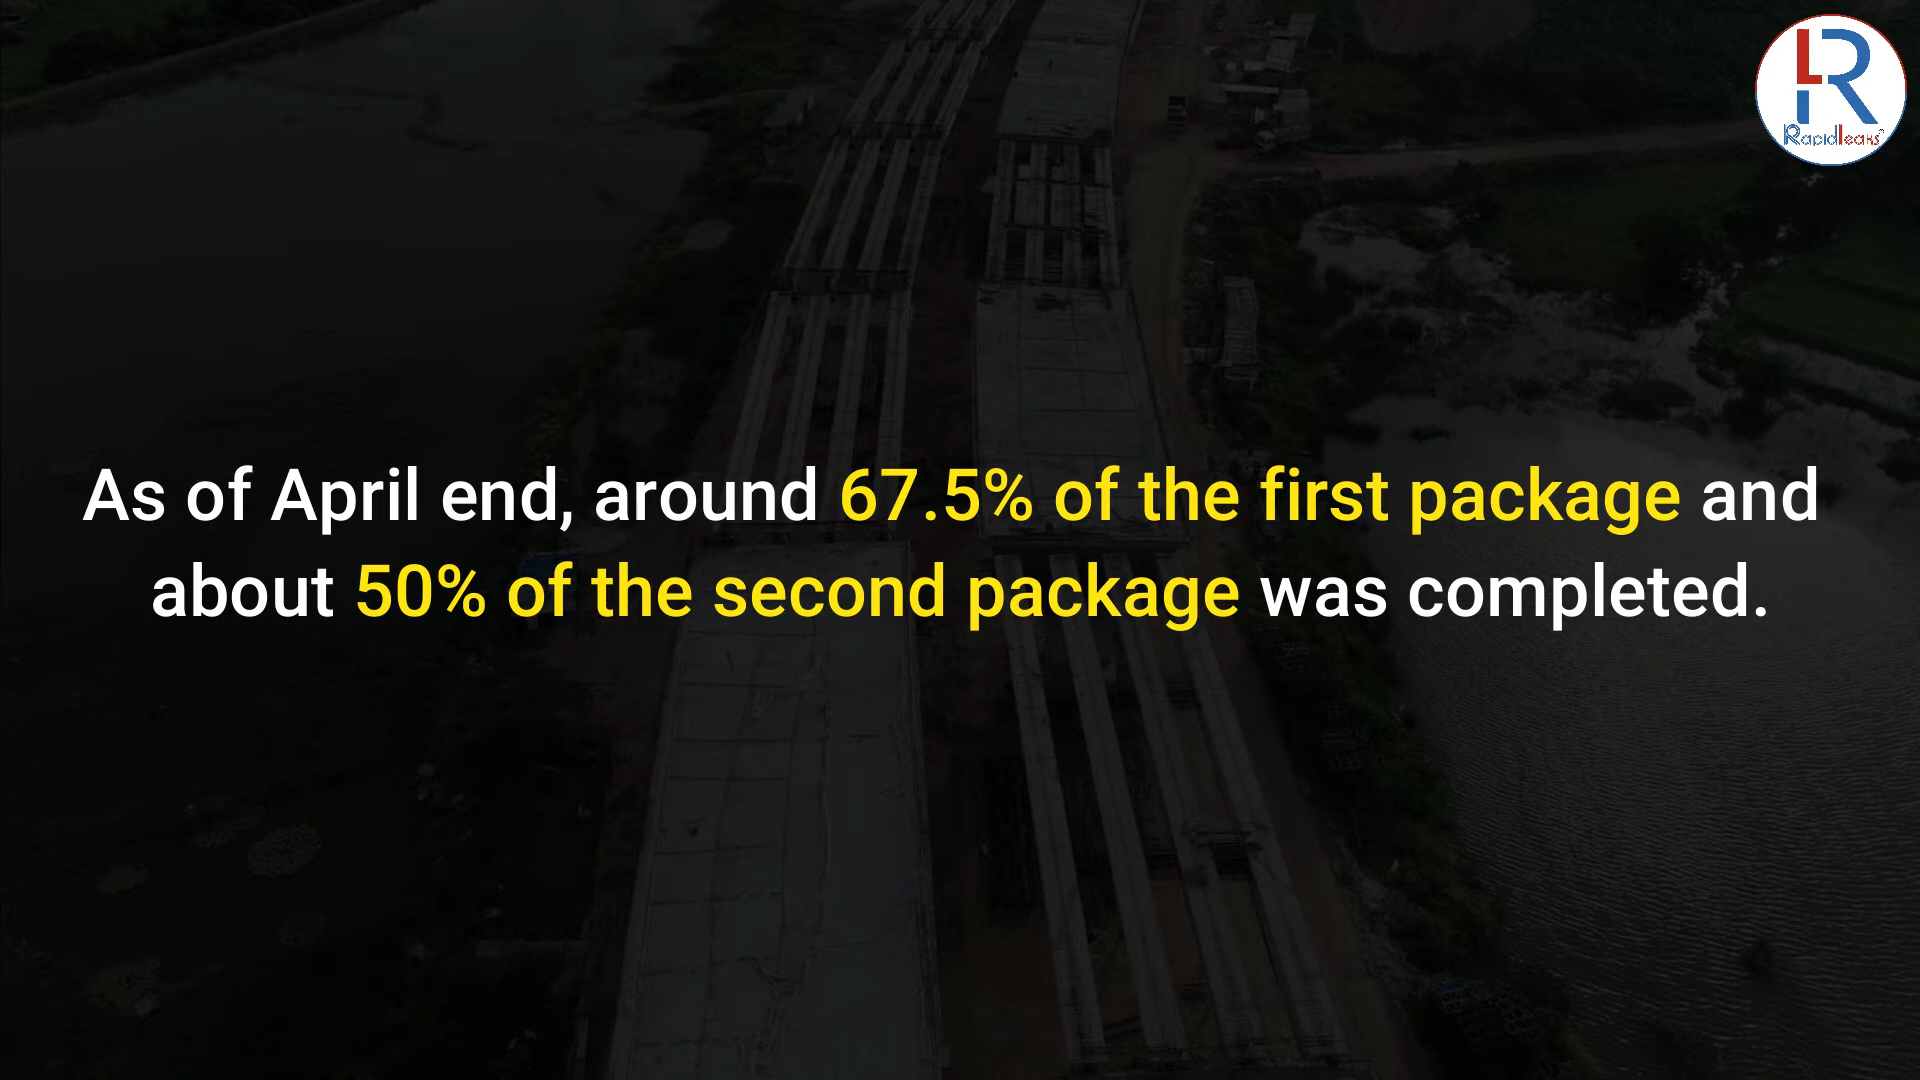 Rapidleaks
As of April end, around 67.5% of the first package and
about 50% of the second package was completed.